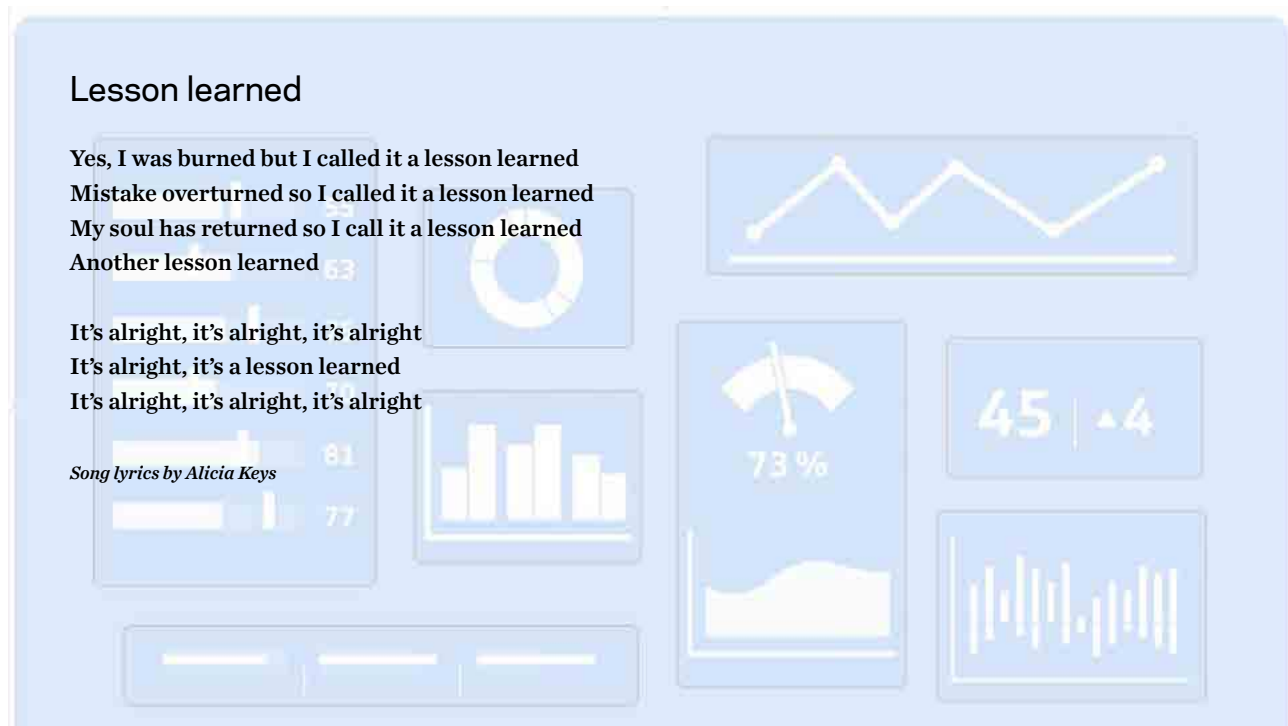 Lesson learned
Yes, I was burned but I called it a lesson learned
Mistake overturned so I called it a lesson learned
My soul has returned so I call it a lesson learned
Another lesson learned
It's alright, it's alright, it's alright
It's alright, it's a lesson learned
It's alright, it's alright, it's alright
Song lyrics by Alicia Keys
63
81
77
73 %
45 | ▲4